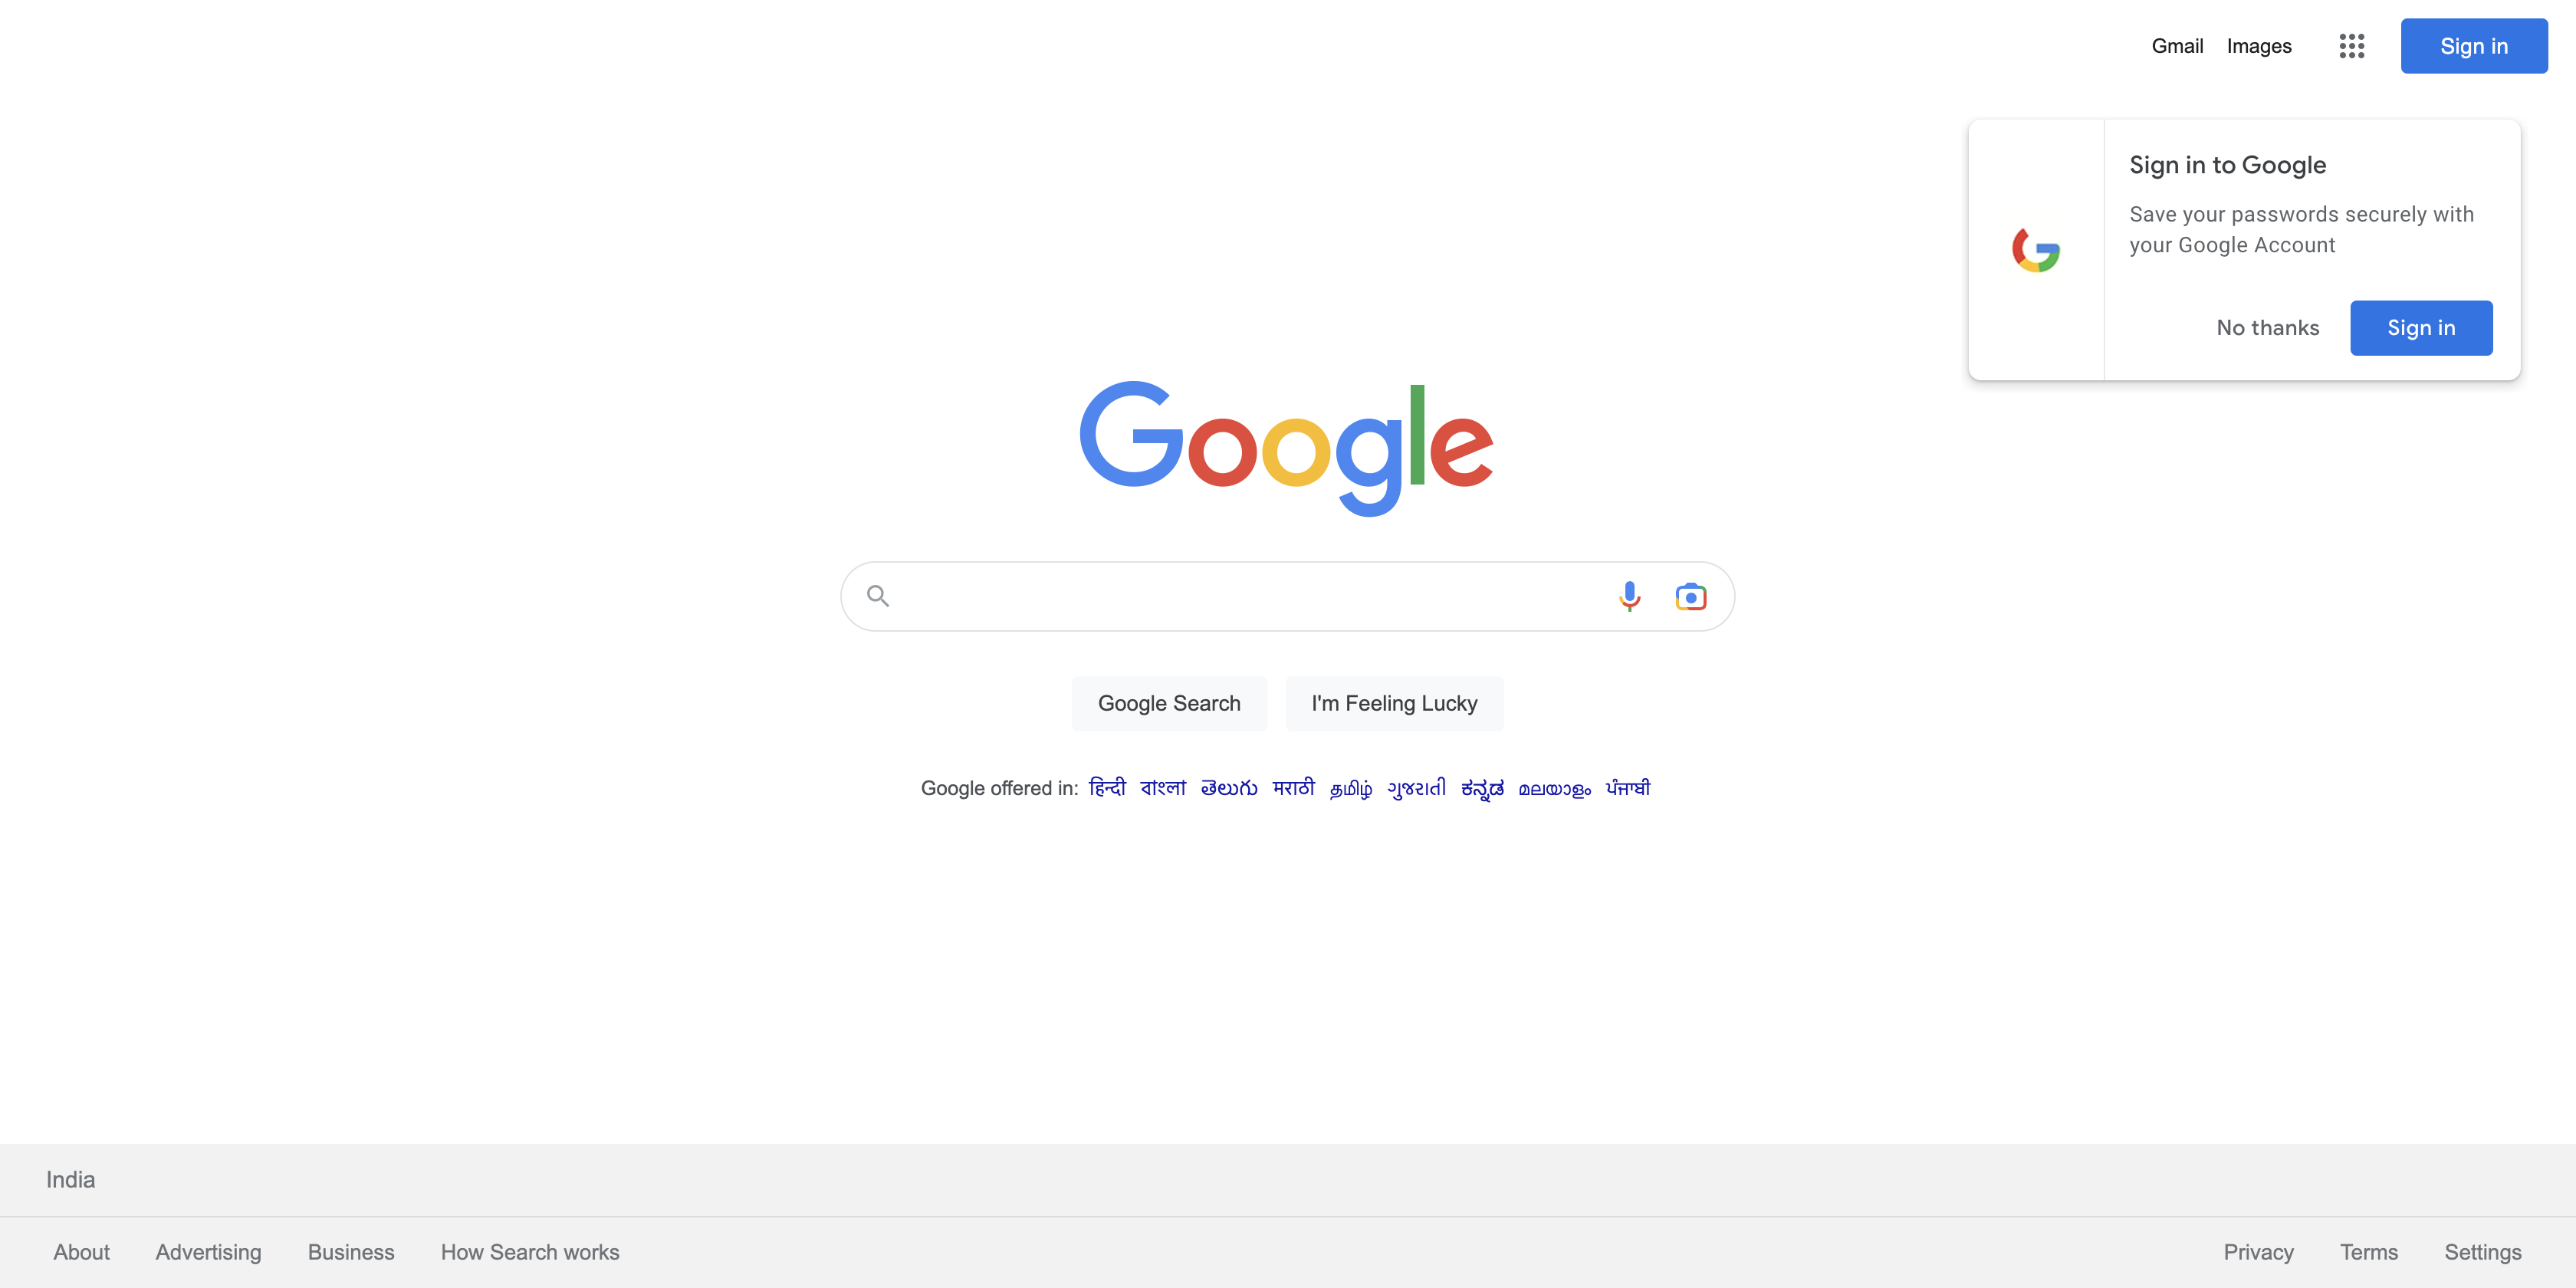 Gmail Images Sign in
Sign in to Google
Save your passwords securely with
your Google Account
No thanks Sign in
Google
Google Search I'm Feeling Lucky
Google offered in: हिन्दी বাংলা తెలుగు मराठी தமிழ் ગુજરાતી ಕನ್ನಡ മലയാളം ਪੰਜਾਬੀ
India
About Advertising Business How Search works Privacy Terms Settings